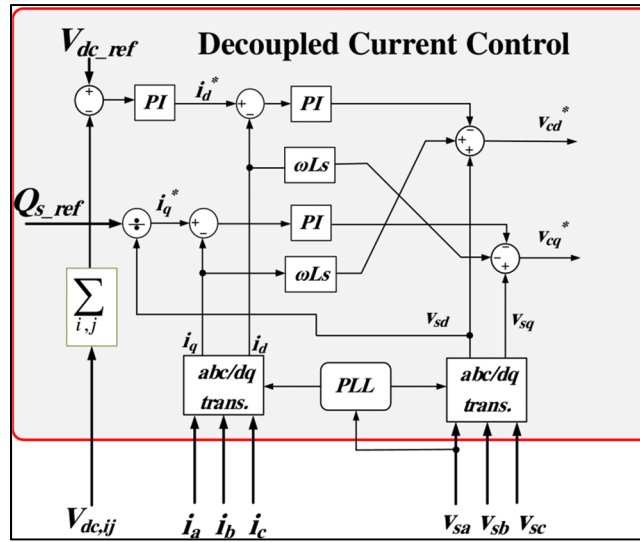 V_dc_ref
Decoupled Current Control
+
−
PI
i_d*
+
−
PI
−
+
+
v_cd*
ωLs
Q_s_ref
÷
i_q*
+
−
PI
−
−
+
v_cq*
ωLs
∑
i,j
v_sd
v_sq
i_q
i_d
abc/dq
trans.
PLL
abc/dq
trans.
V_dc,ij
i_a
i_b
i_c
v_sa
v_sb
v_sc